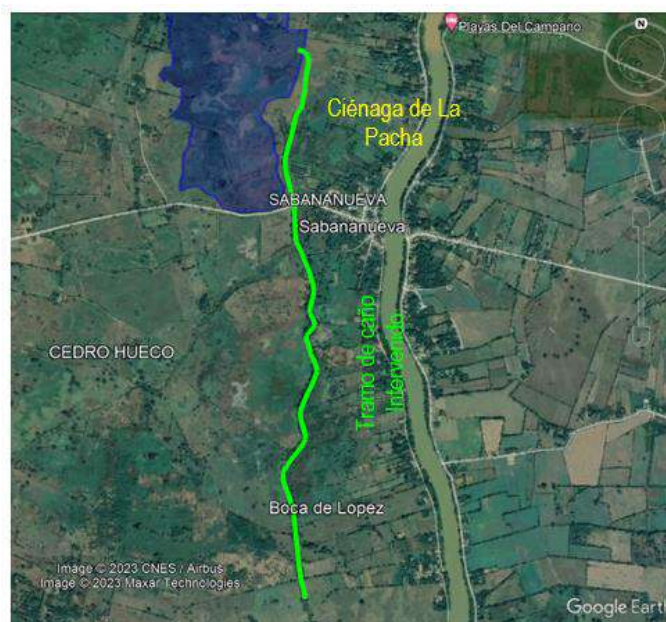 Playas Del Campano
N
Ciénaga de La
Pacha
SABANANUEVA
Sabananueva
CEDRO HUECO
Tramo de caño
Intervenido
Boca de Lopez
Image © 2023 CNES / Airbus
Image © 2023 Maxar Technologies
Google Earth